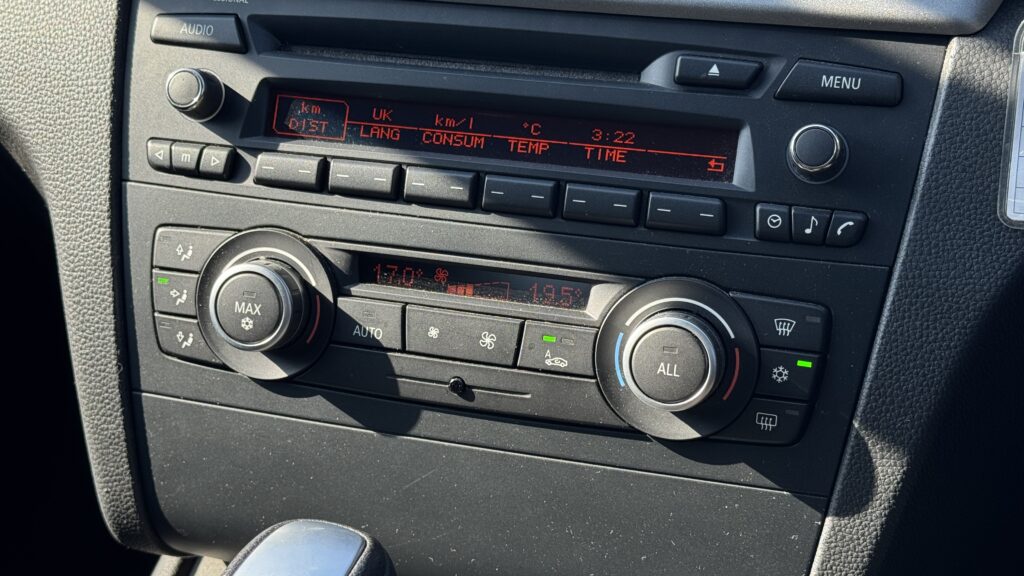 AUDIO
MENU
km UK km/l °C 3:22
DIST LANG CONSUM TEMP TIME
m
17.0° 19.5°
MAX
AUTO
A
ALL